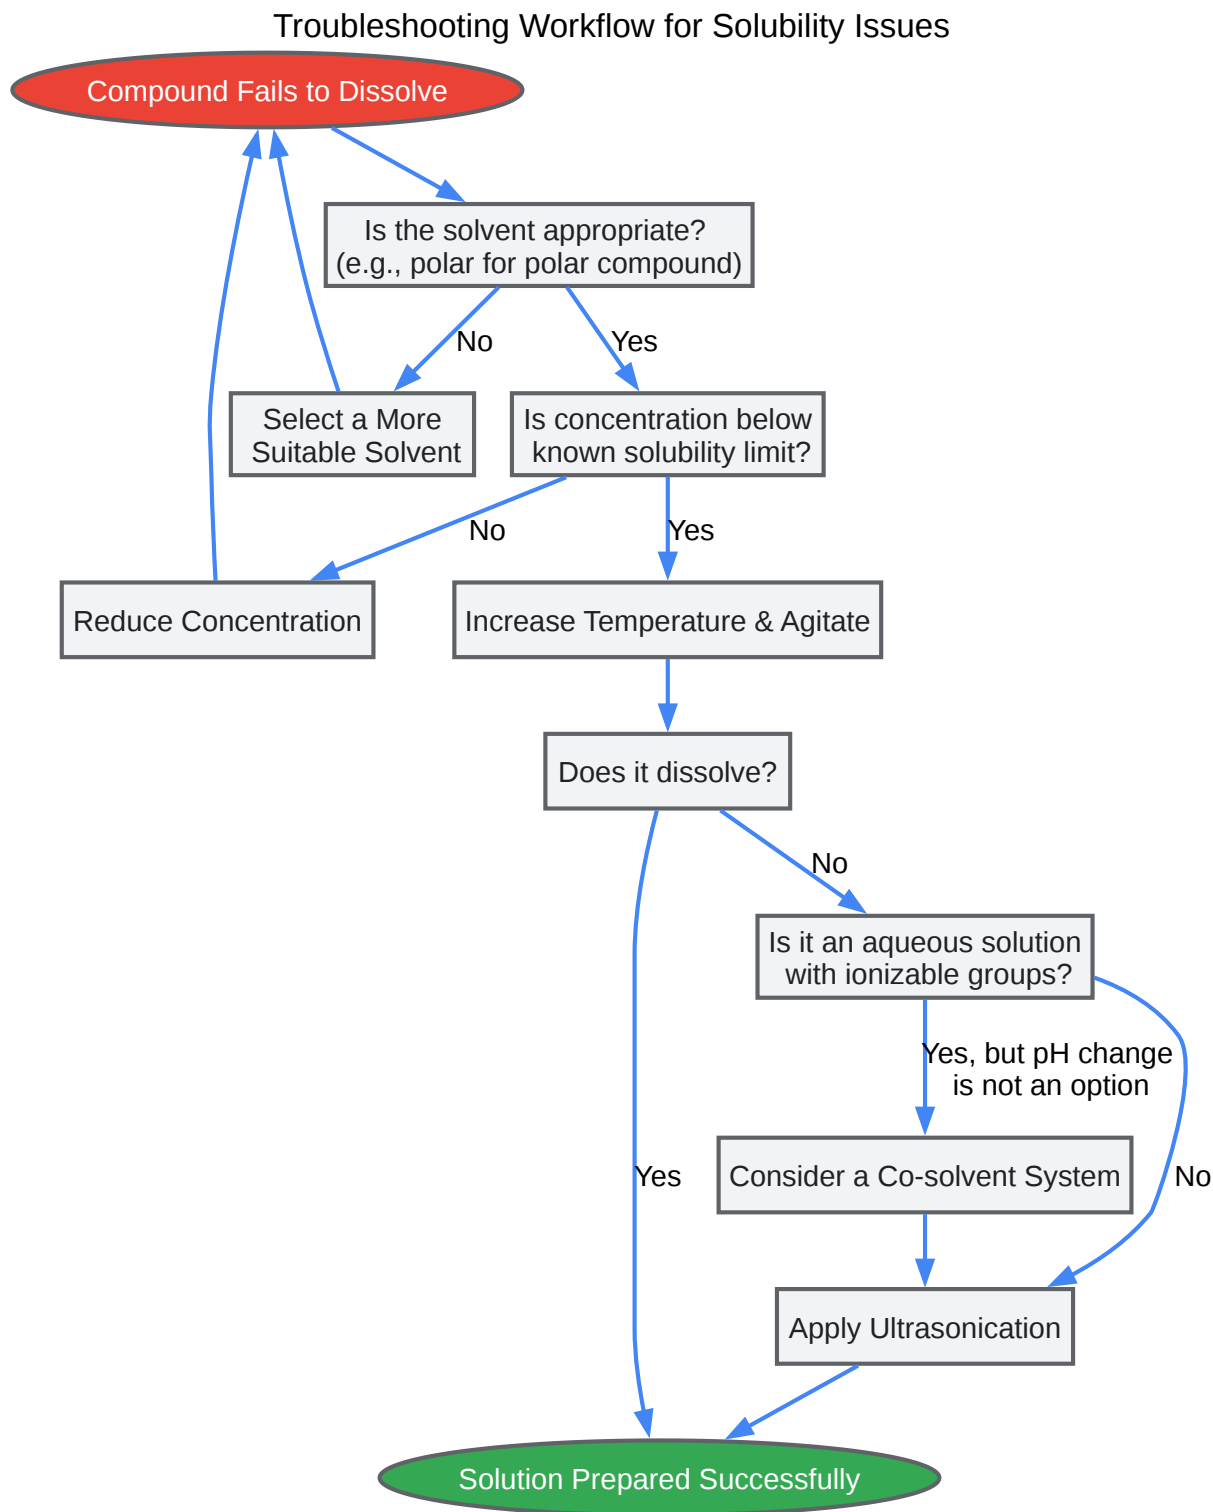 Troubleshooting Workflow for Solubility Issues
Compound Fails to Dissolve
Is the solvent appropriate?
(e.g., polar for polar compound)
No
Yes
Select a More
Suitable Solvent
Is concentration below
known solubility limit?
No
Yes
Reduce Concentration
Increase Temperature & Agitate
Does it dissolve?
No
Is it an aqueous solution
with ionizable groups?
Yes, but pH change
is not an option
Yes
Consider a Co-solvent System
No
Apply Ultrasonication
Solution Prepared Successfully